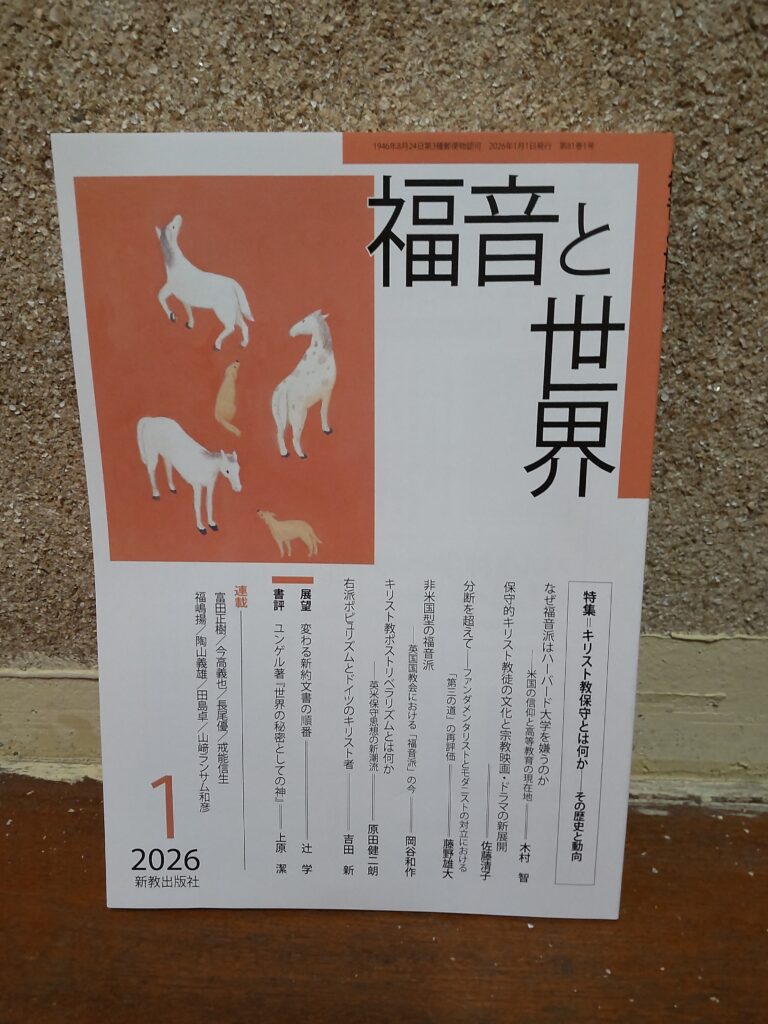 1946年8月24日第3種郵便物認可　2026年1月1日発行　第81巻1号
福音と
世界
特集＝キリスト教保守とは何か　その歴史と動向
なぜ福音派はハーバード大学を嫌うのか
――米国の信仰と高等教育の現在地――木村 智
保守的キリスト教徒の文化と宗教映画・ドラマの新展開
――佐藤清子
分断を超えて――ファンダメンタリストとモダニストの対立における
「第三の道」の再評価――藤野雄大
非米国型の福音派
――英国国教会における「福音派」の今――岡谷和作
キリスト教ポストリベラリズムとは何か
――英米保守思想の新潮流――原田健二朗
右派ポピュリズムとドイツのキリスト者――吉田 新
展望　変わる新約文書の順番――辻 学
書評　ユンゲル著『世界の秘密としての神』――上原 潔
連載
富田正樹／今高義也／長尾優／戒能信生
福嶋揚／陶山義雄／田島卓／山﨑ランサム和彦
1
2026
新教出版社